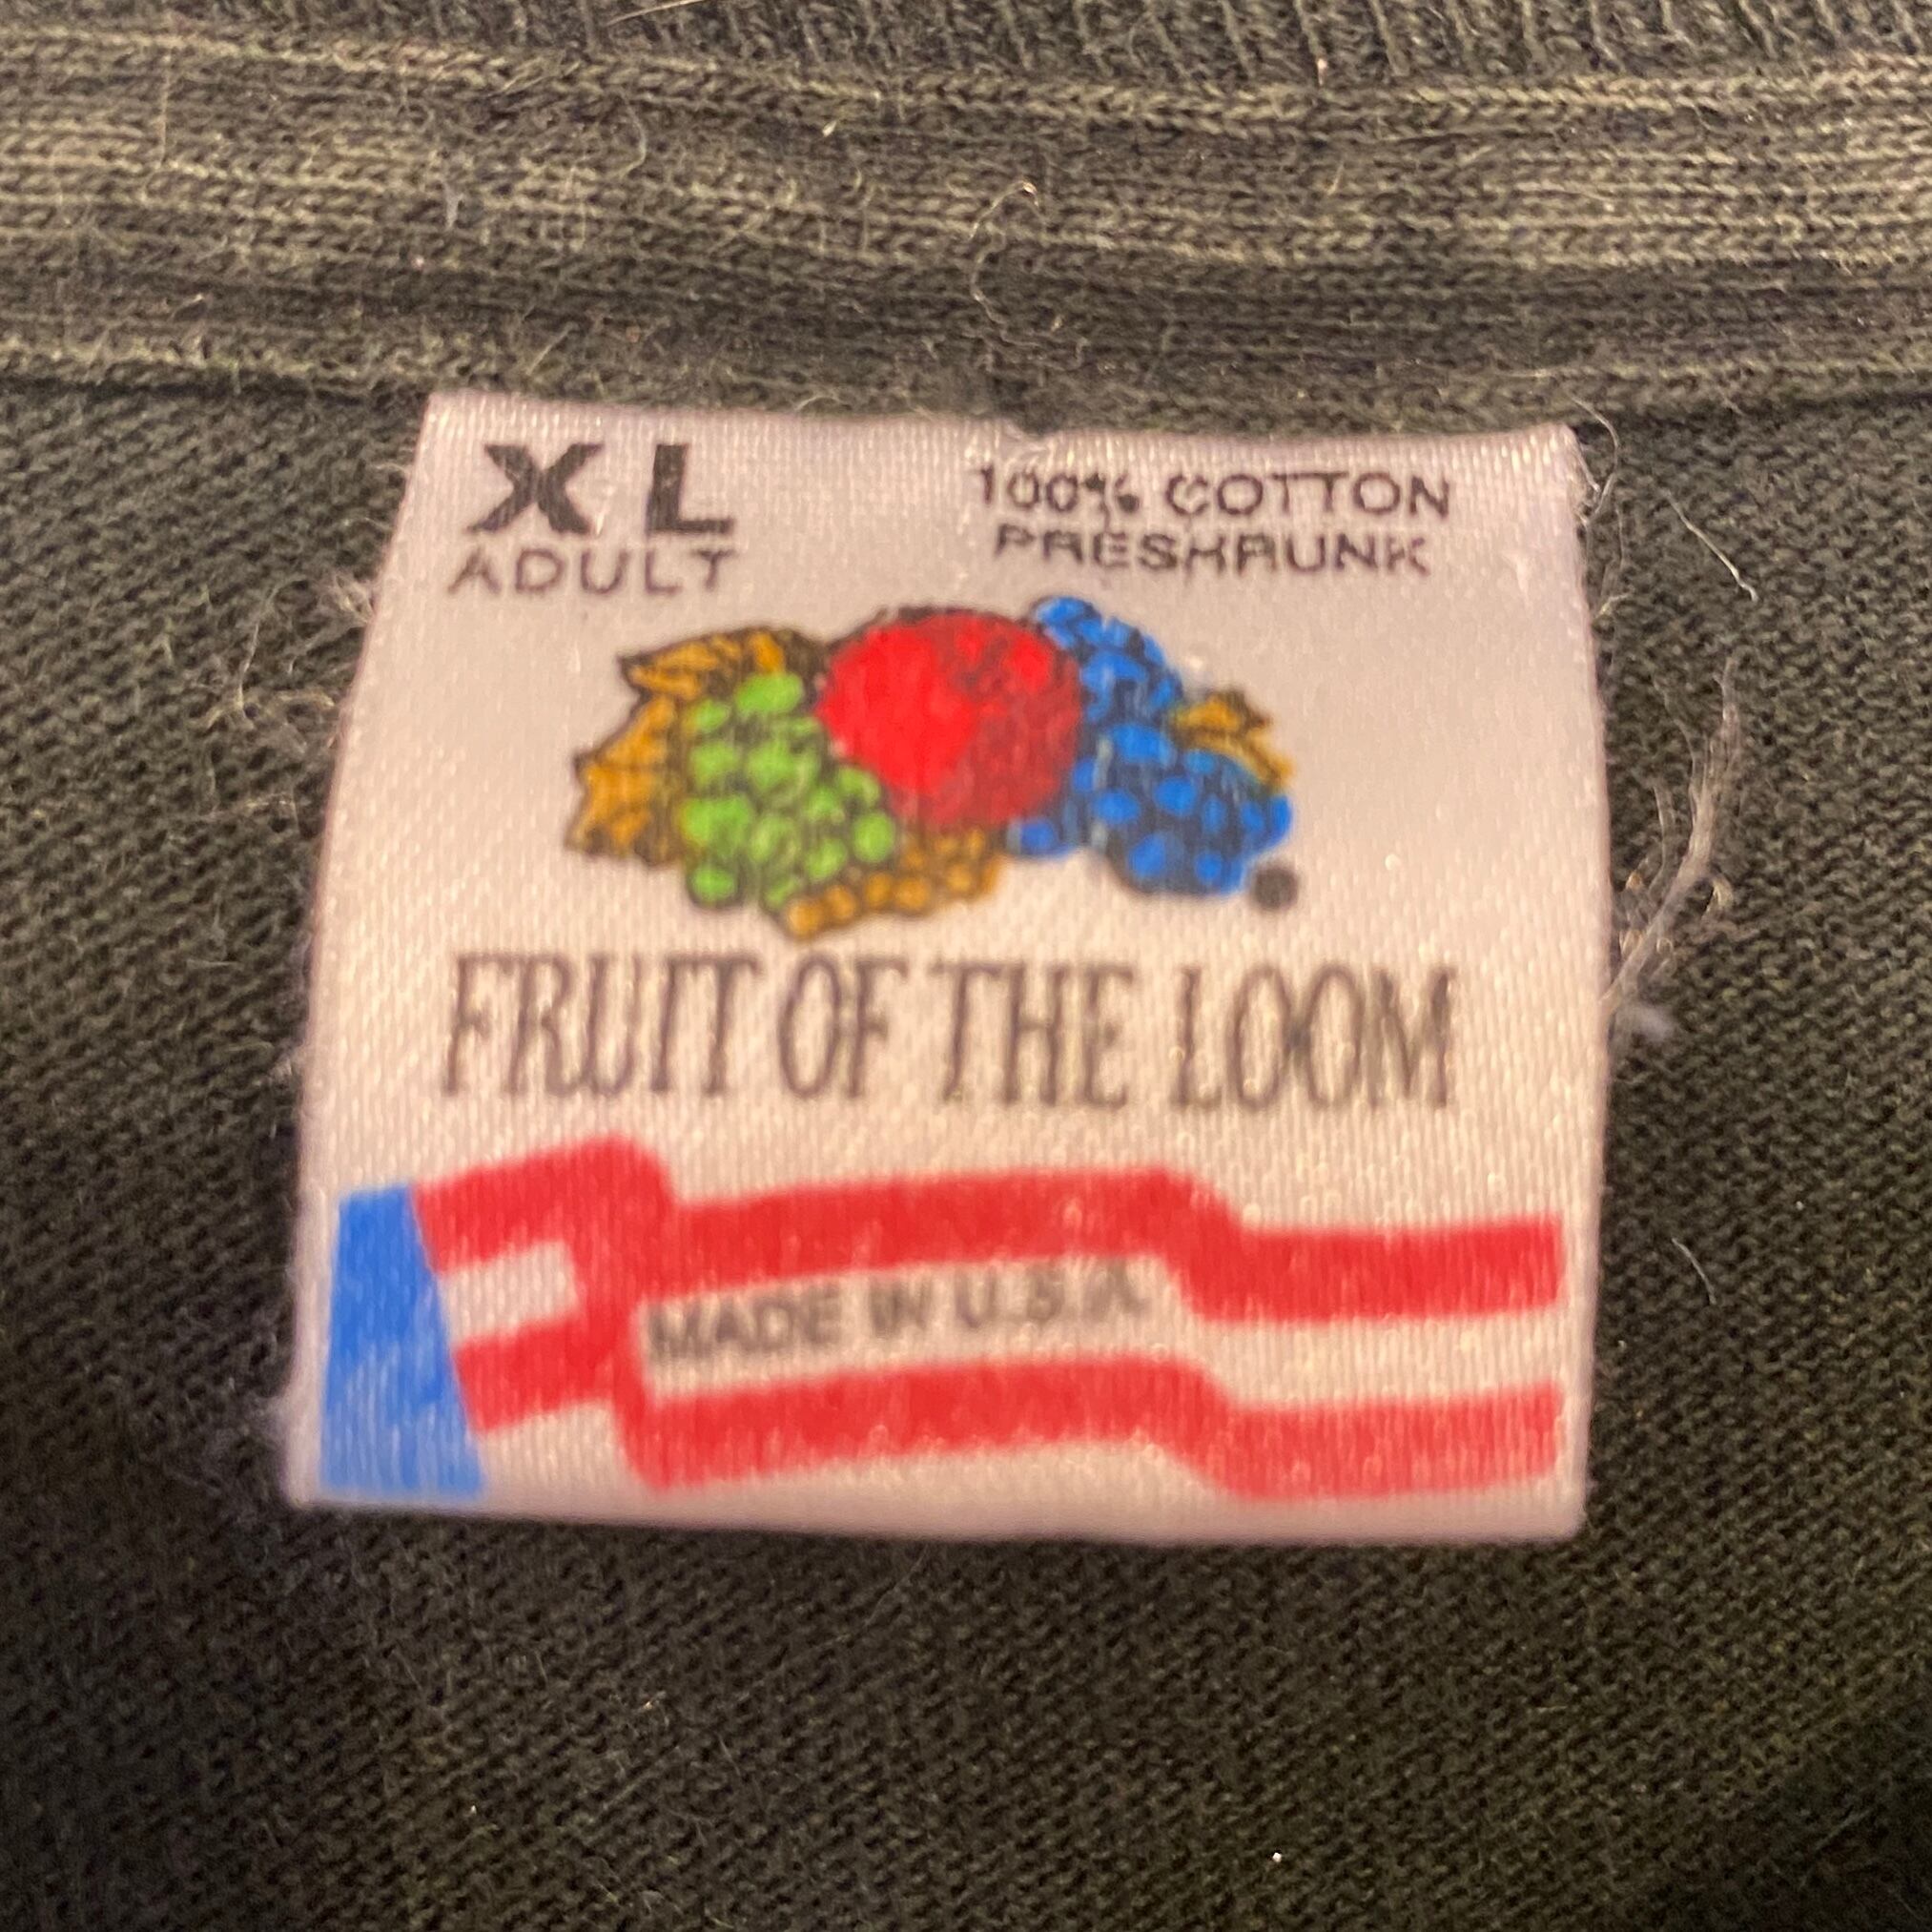 XL
ADULT
100% COTTON
PRESHRUNK
FRUIT OF THE LOOM
MADE IN U.S.A.